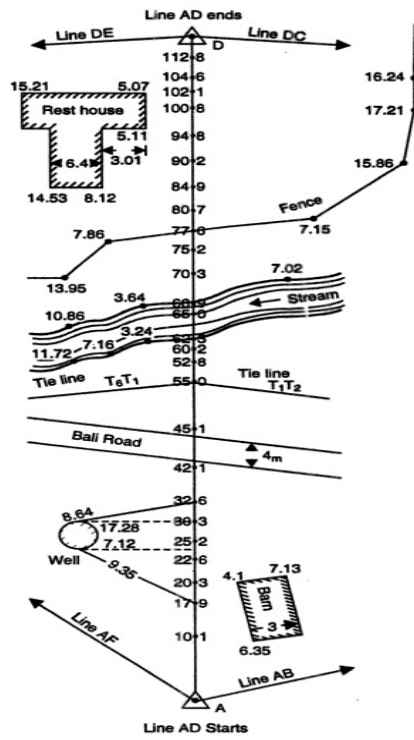 Line AD ends
Line DE
Line DC
D
112 8
104 6
102 1
100 8
94 8
90 2
84 9
80 7
77 6
75 2
70 3
66 9
65 0
62 3
60 2
52 8
55 0
45 1
42 1
32 6
30 3
25 2
22 6
20 3
17 9
10 1
15.21
5.07
16.24
Rest house
17.21
5.11
6.4
3.01
15.86
14.53
8.12
Fence
7.86
7.15
13.95
7.02
3.64
10.86
Stream
3.24
7.16
11.72
Tie line
T6T1
Tie line
T1T2
Bali Road
4m
8.64
17.28
7.12
Well
9.35
4.1
7.13
Barn
3
6.35
Line AF
Line AB
A
Line AD Starts